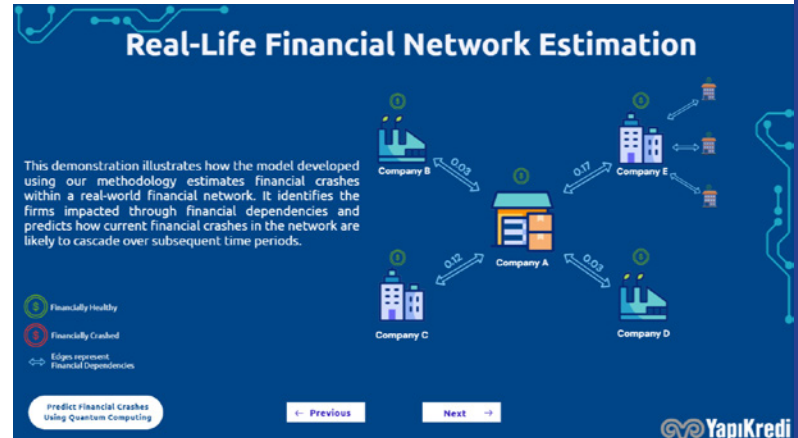 Real-Life Financial Network Estimation
This demonstration illustrates how the model developed
using our methodology estimates financial crashes
within a real-world financial network. It identifies the
firms impacted through financial dependencies and
predicts how current financial crashes in the network are
likely to cascade over subsequent time periods.
Company B
0.03
0.17
Company E
Company A
0.12
0.03
Company C
Company D
Financially Healthy
Financially Crashed
Edges represent
Financial Dependencies
Predict Financial Crashes
Using Quantum Computing
← Previous
Next →
YapıKredi